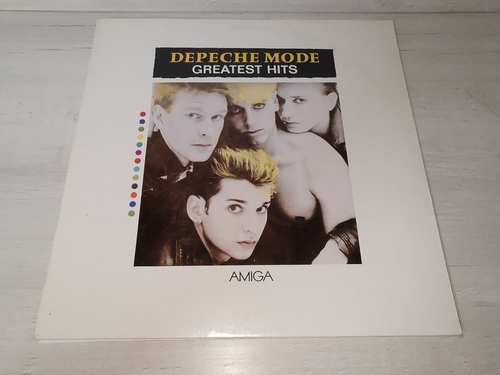 DEPECHE MODE
GREATEST HITS
AMIGA